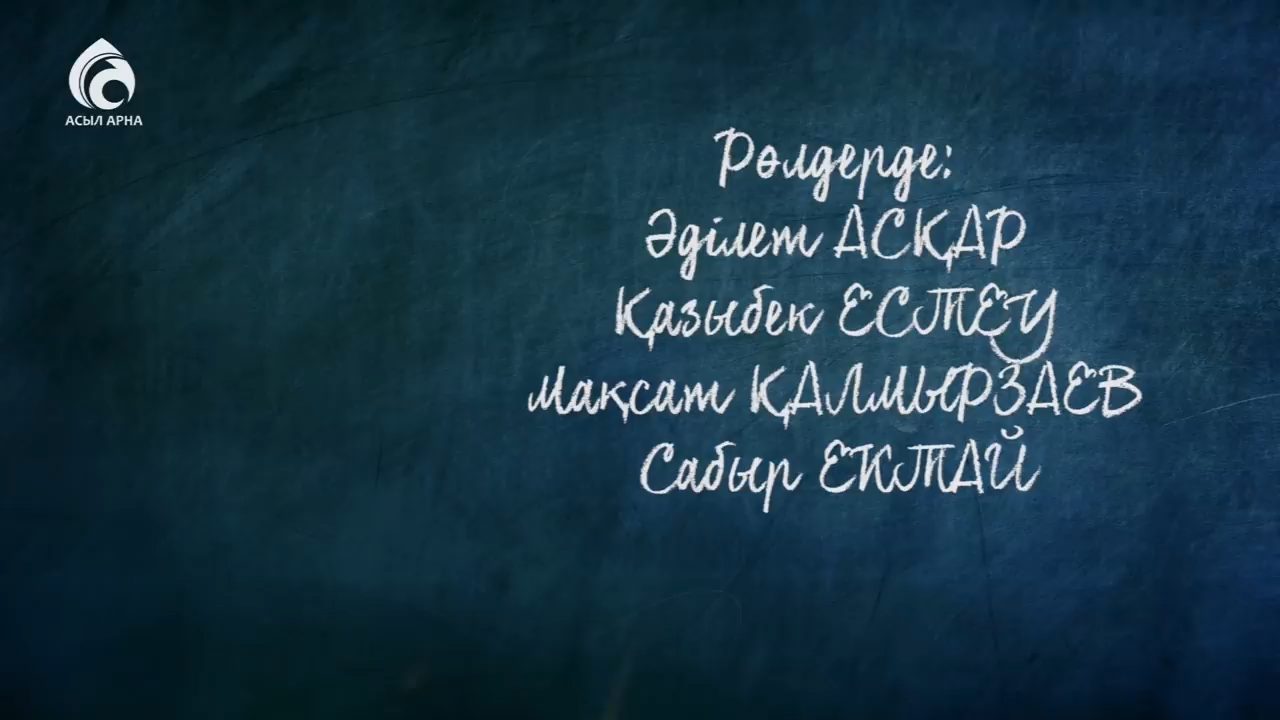 АСЫЛ АРНА
Рөлдерде:
Әділет АСҚАР
Қазыбек ЕСТЕУ
Мақсат ҚАЛМЫРЗАЕВ
Сабыр ЕКТАЙ